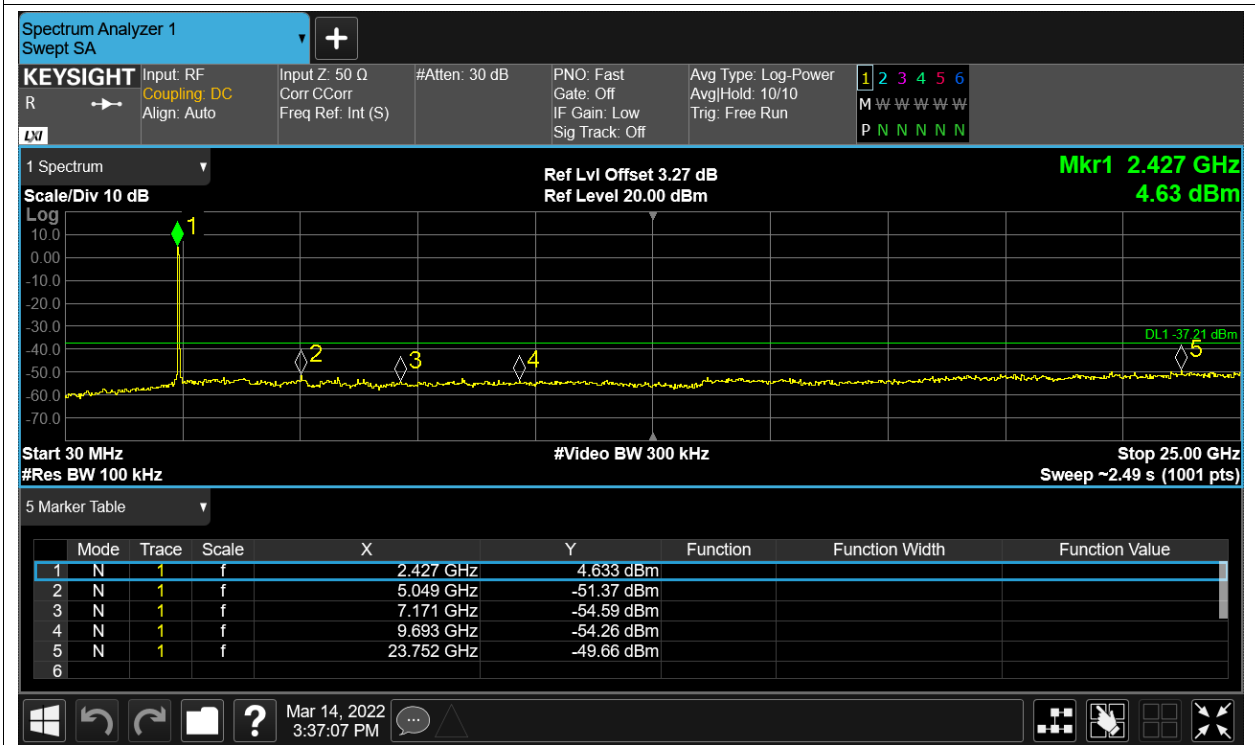 Spectrum Analyzer 1
Swept SA
KEYSIGHT
R
LXI
Input: RF
Coupling: DC
Align: Auto
Input Z: 50 Ω
Corr CCorr
Freq Ref: Int (S)
#Atten: 30 dB
PNO: Fast
Gate: Off
IF Gain: Low
Sig Track: Off
Avg Type: Log-Power
Avg|Hold: 10/10
Trig: Free Run
1 2 3 4 5 6
M W W W W W
P N N N N N
1 Spectrum
Scale/Div 10 dB
Ref Lvl Offset 3.27 dB
Ref Level 20.00 dBm
Mkr1 2.427 GHz
4.63 dBm
Log
10.0
0.00
-10.0
-20.0
-30.0
-40.0
-50.0
-60.0
-70.0
1
2
3
4
5
DL1 -37.21 dBm
Start 30 MHz
#Res BW 100 kHz
#Video BW 300 kHz
Stop 25.00 GHz
Sweep ~2.49 s (1001 pts)
5 Marker Table
Mode Trace Scale X Y Function Function Width Function Value
1 N 1 f 2.427 GHz 4.633 dBm
2 N 1 f 5.049 GHz -51.37 dBm
3 N 1 f 7.171 GHz -54.59 dBm
4 N 1 f 9.693 GHz -54.26 dBm
5 N 1 f 23.752 GHz -49.66 dBm
6
?
Mar 14, 2022
3:37:07 PM